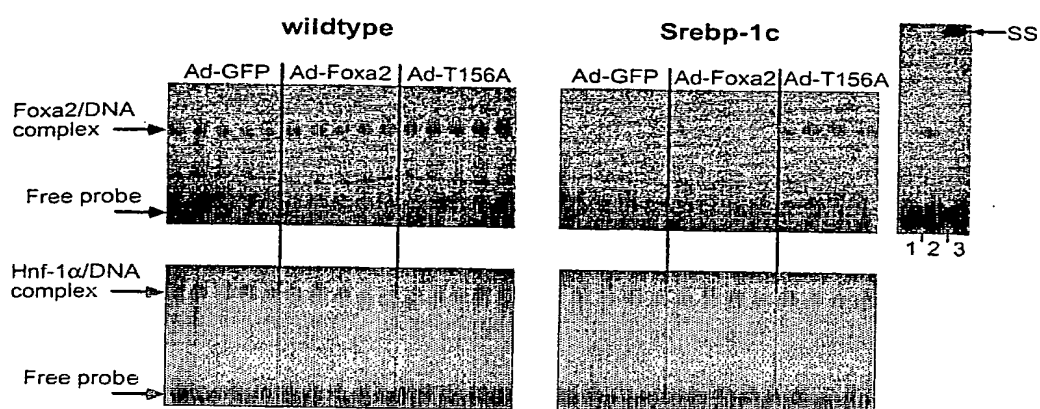 wildtype
Srebp-1c
Ad-GFP Ad-Foxa2 Ad-T156A
Ad-GFP Ad-Foxa2 Ad-T156A
SS
Foxa2/DNA
complex
Free probe
1 2 3
Hnf-1α/DNA
complex
Free probe